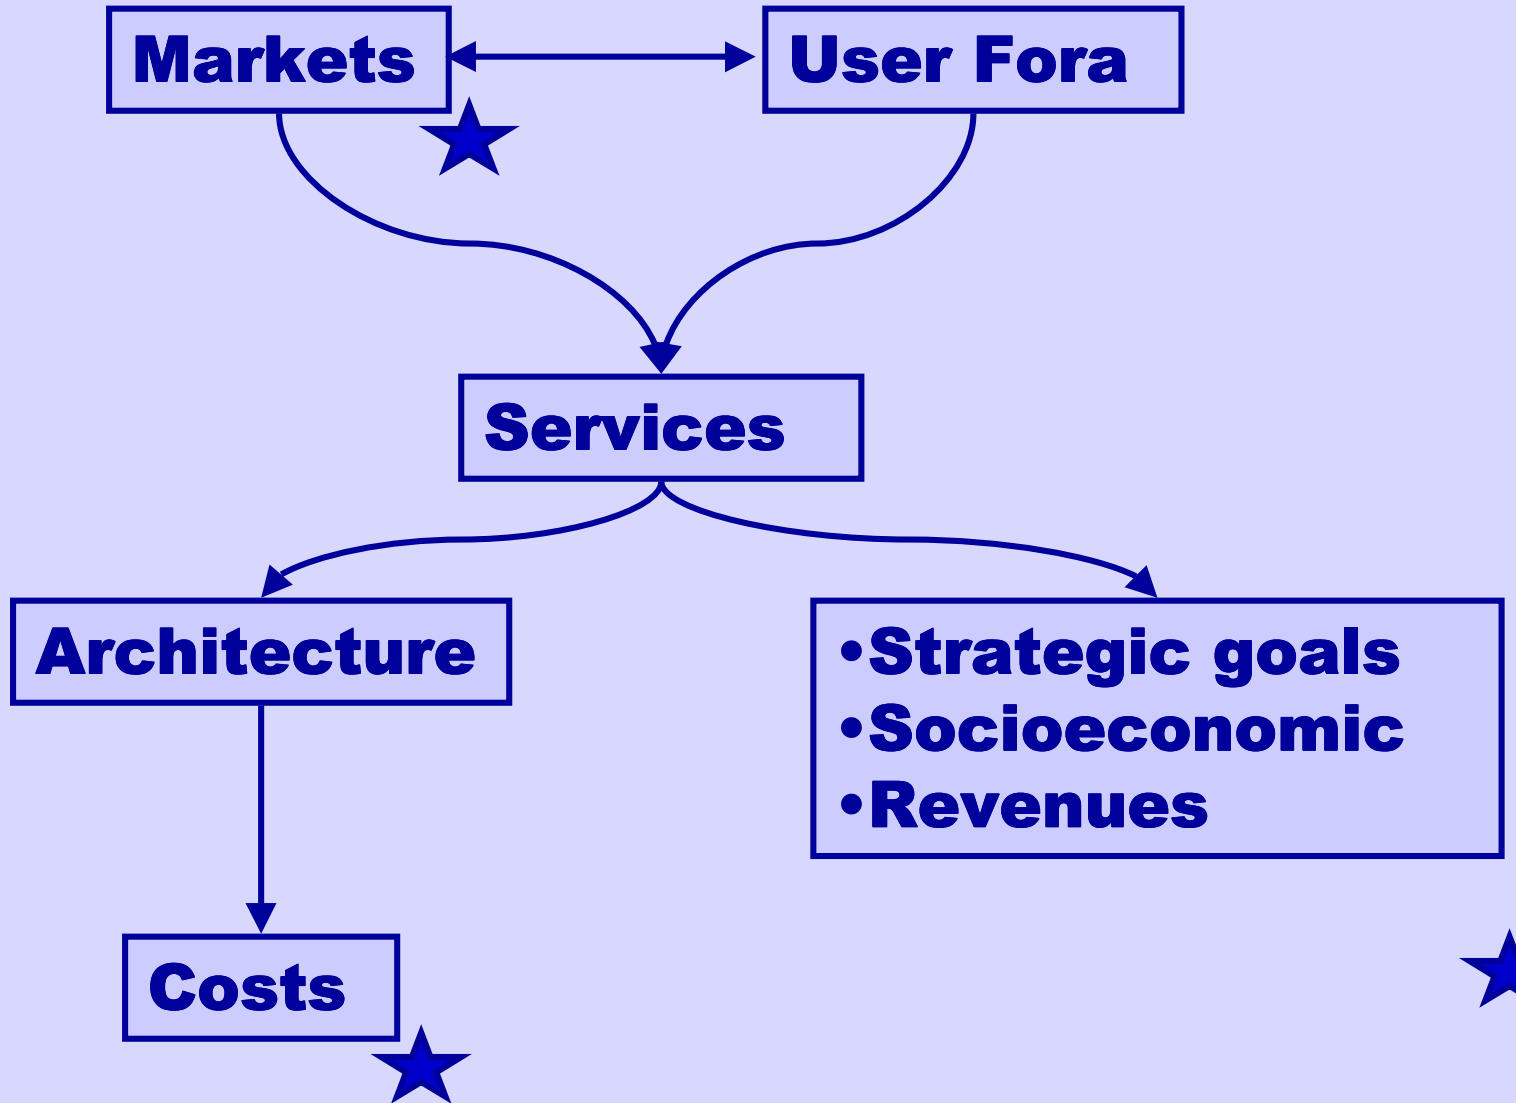 Markets
User Fora
Services
Architecture
•Strategic goals
•Socioeconomic
•Revenues
Costs